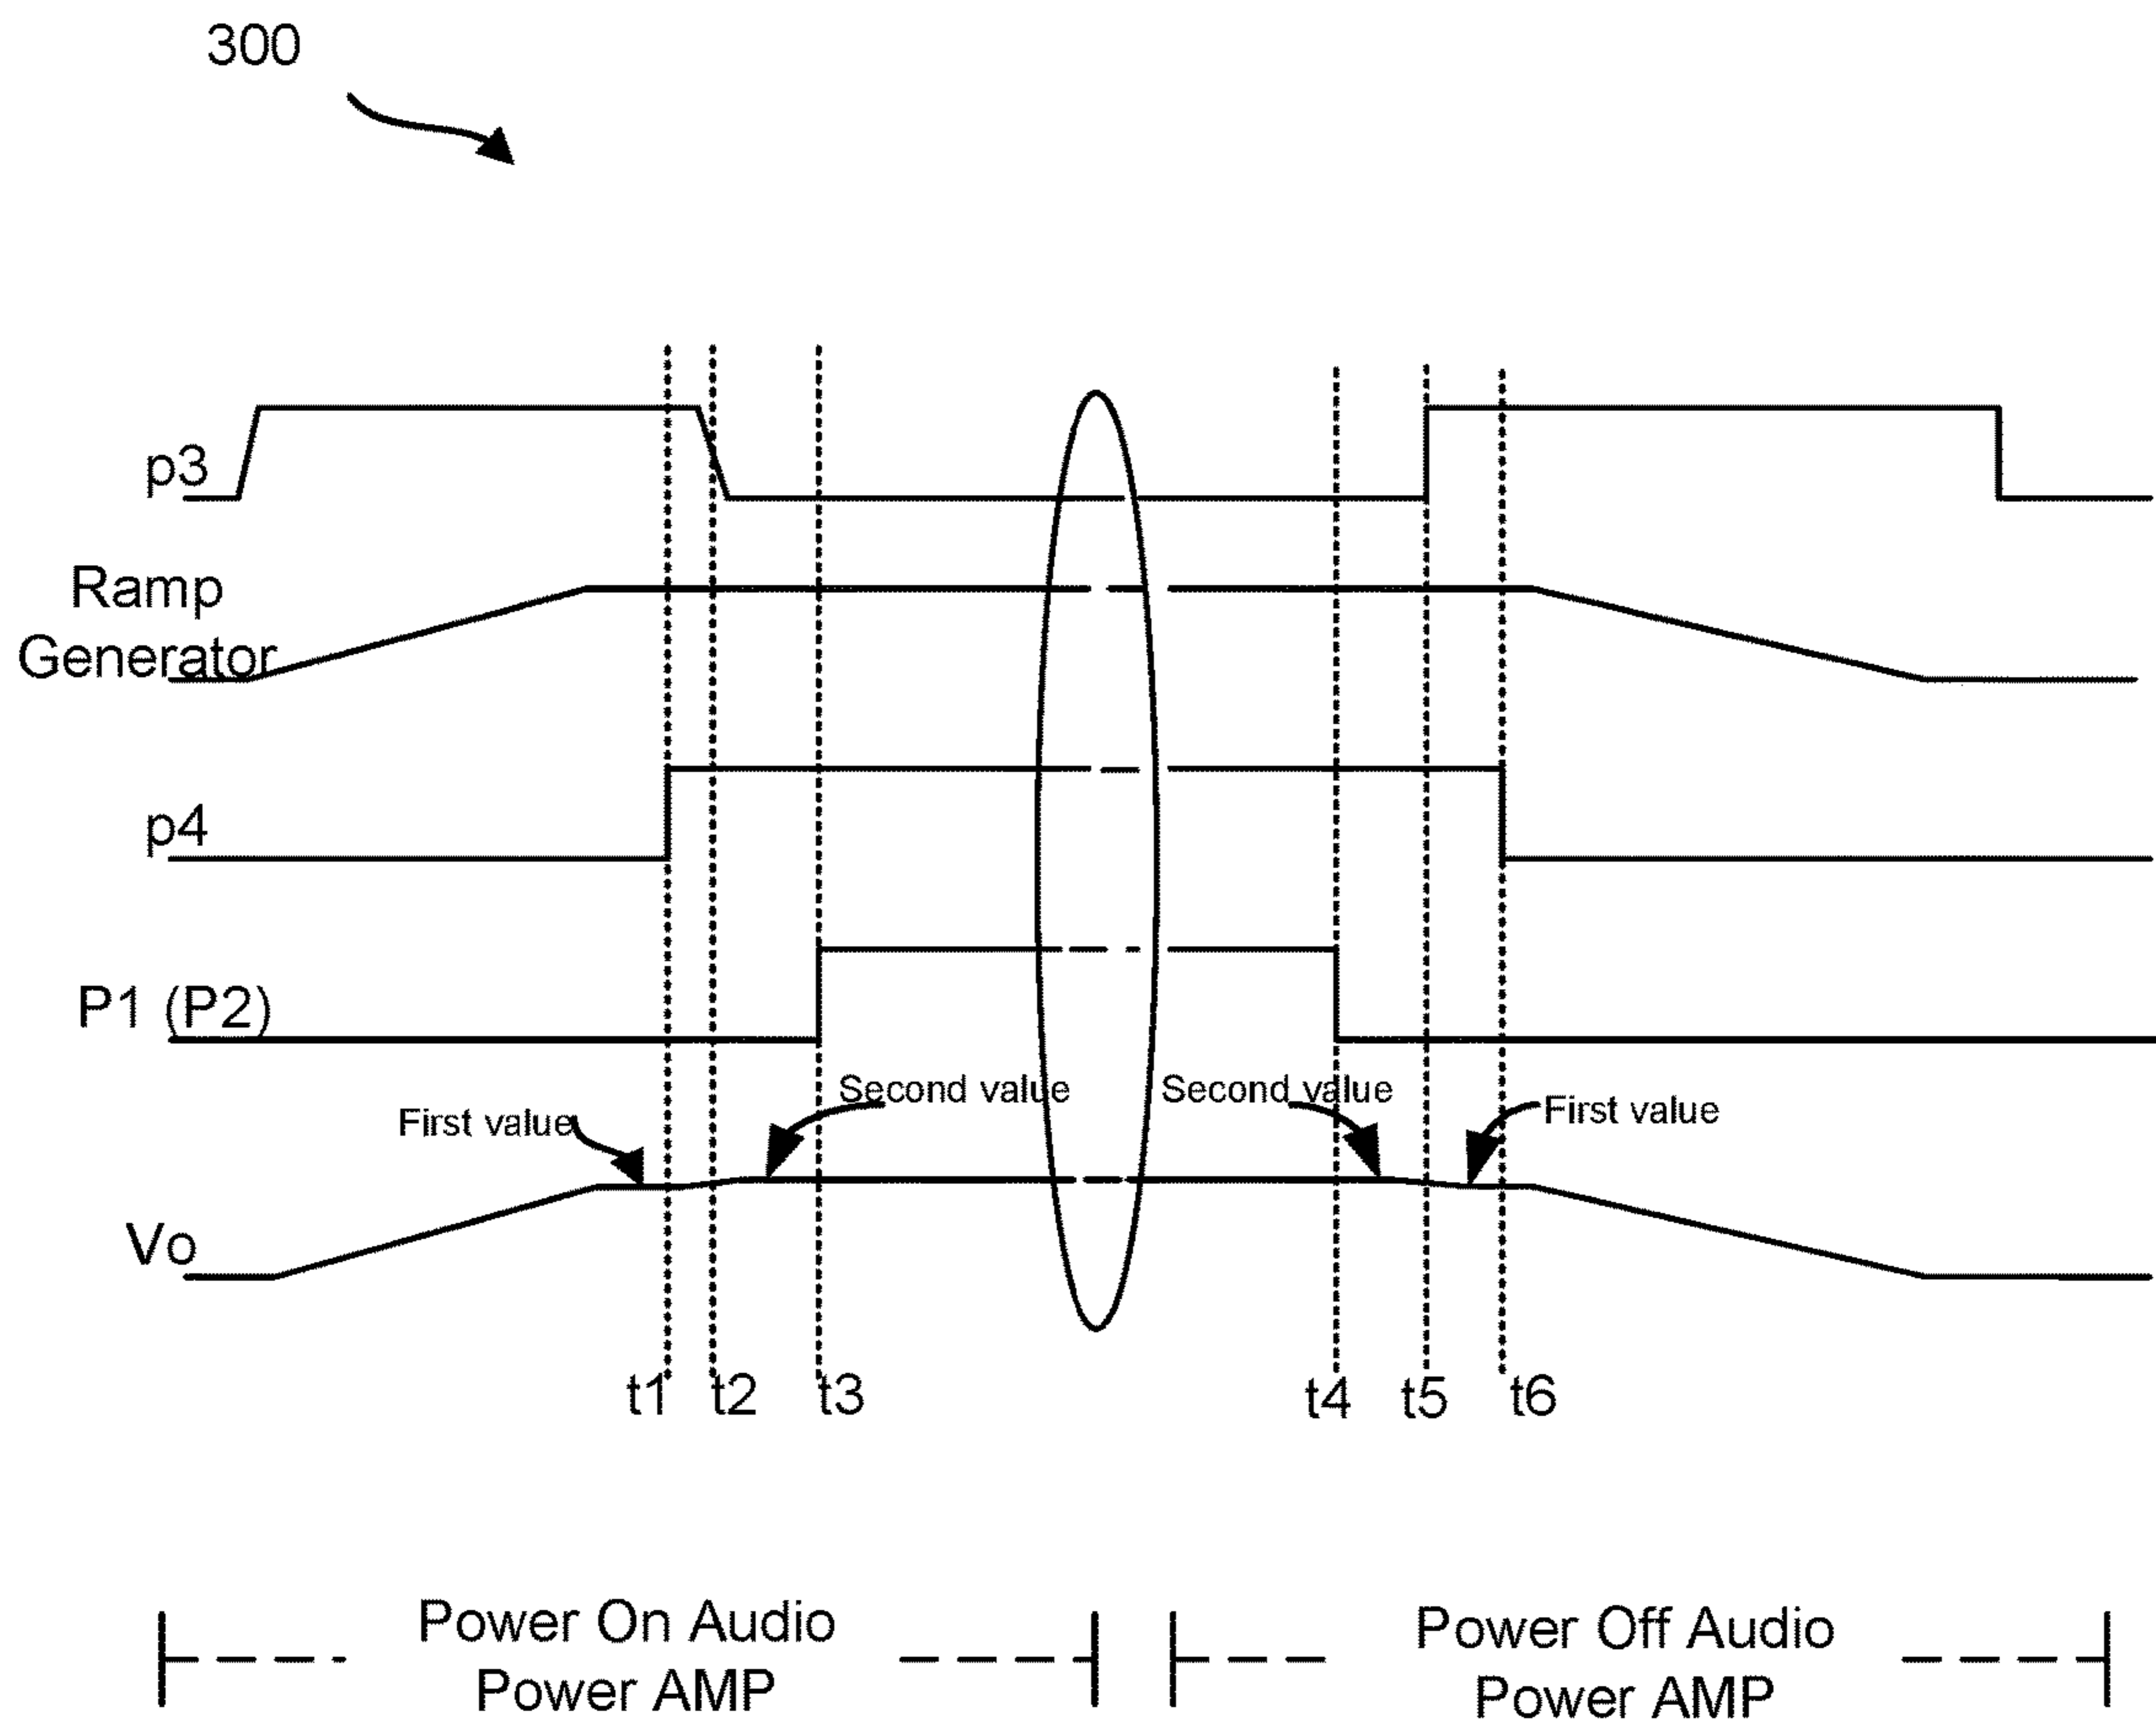 300
p3
Ramp
Generator
p4
P1 (P2)
Second value
Second value
First value
First value
Vo
t1
t2
t3
t4
t5
t6
Power On Audio
Power AMP
Power Off Audio
Power AMP